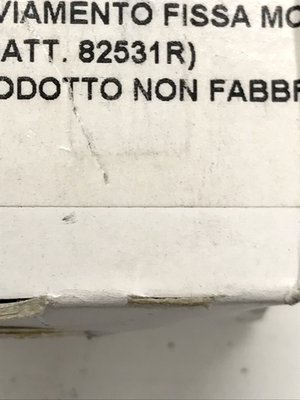 VIAMENTO FISSA MO
ATT. 82531R)
ODOTTO NON FABBR